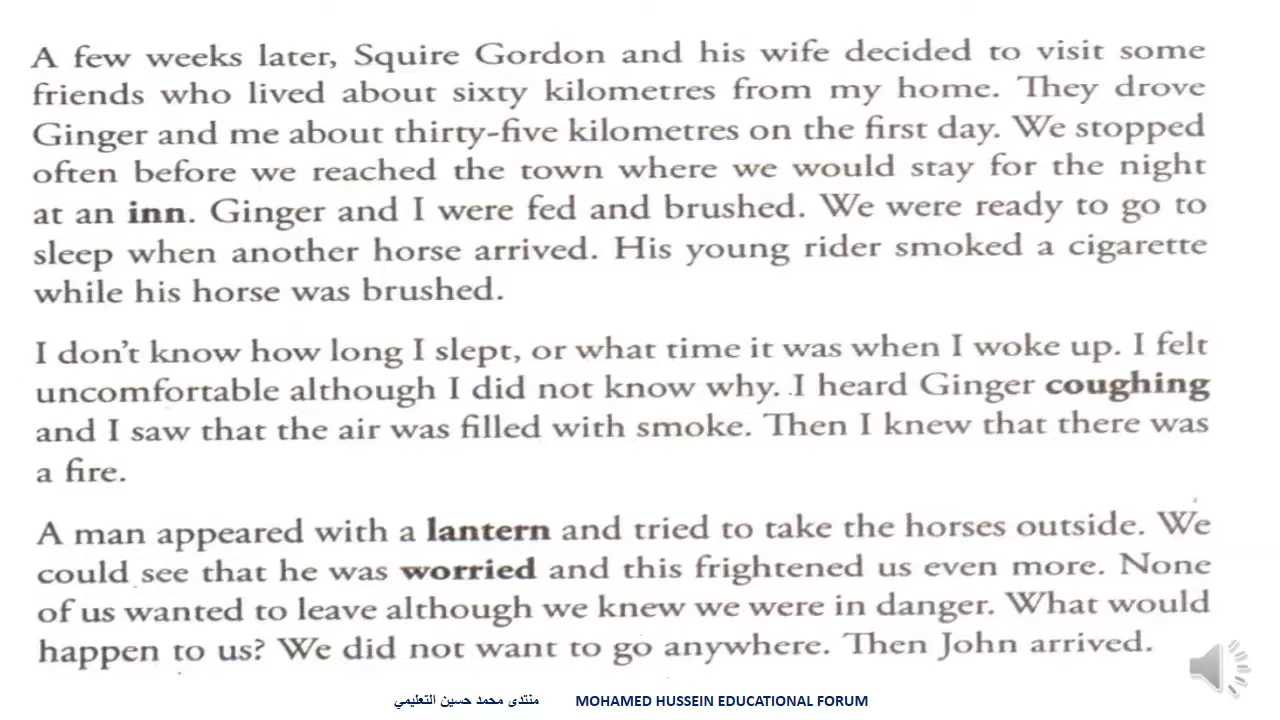 A few weeks later, Squire Gordon and his wife decided to visit some
friends who lived about sixty kilometres from my home. They drove
Ginger and me about thirty-five kilometres on the first day. We stopped
often before we reached the town where we would stay for the night
at an inn. Ginger and I were fed and brushed. We were ready to go to
sleep when another horse arrived. His young rider smoked a cigarette
while his horse was brushed.
I don't know how long I slept, or what time it was when I woke up. I felt
uncomfortable although I did not know why. I heard Ginger coughing
and I saw that the air was filled with smoke. Then I knew that there was
a fire.
A man appeared with a lantern and tried to take the horses outside. We
could see that he was worried and this frightened us even more. None
of us wanted to leave although we knew we were in danger. What would
happen to us? We did not want to go anywhere. Then John arrived.
منتدى محمد حسين التعليمي MOHAMED HUSSEIN EDUCATIONAL FORUM